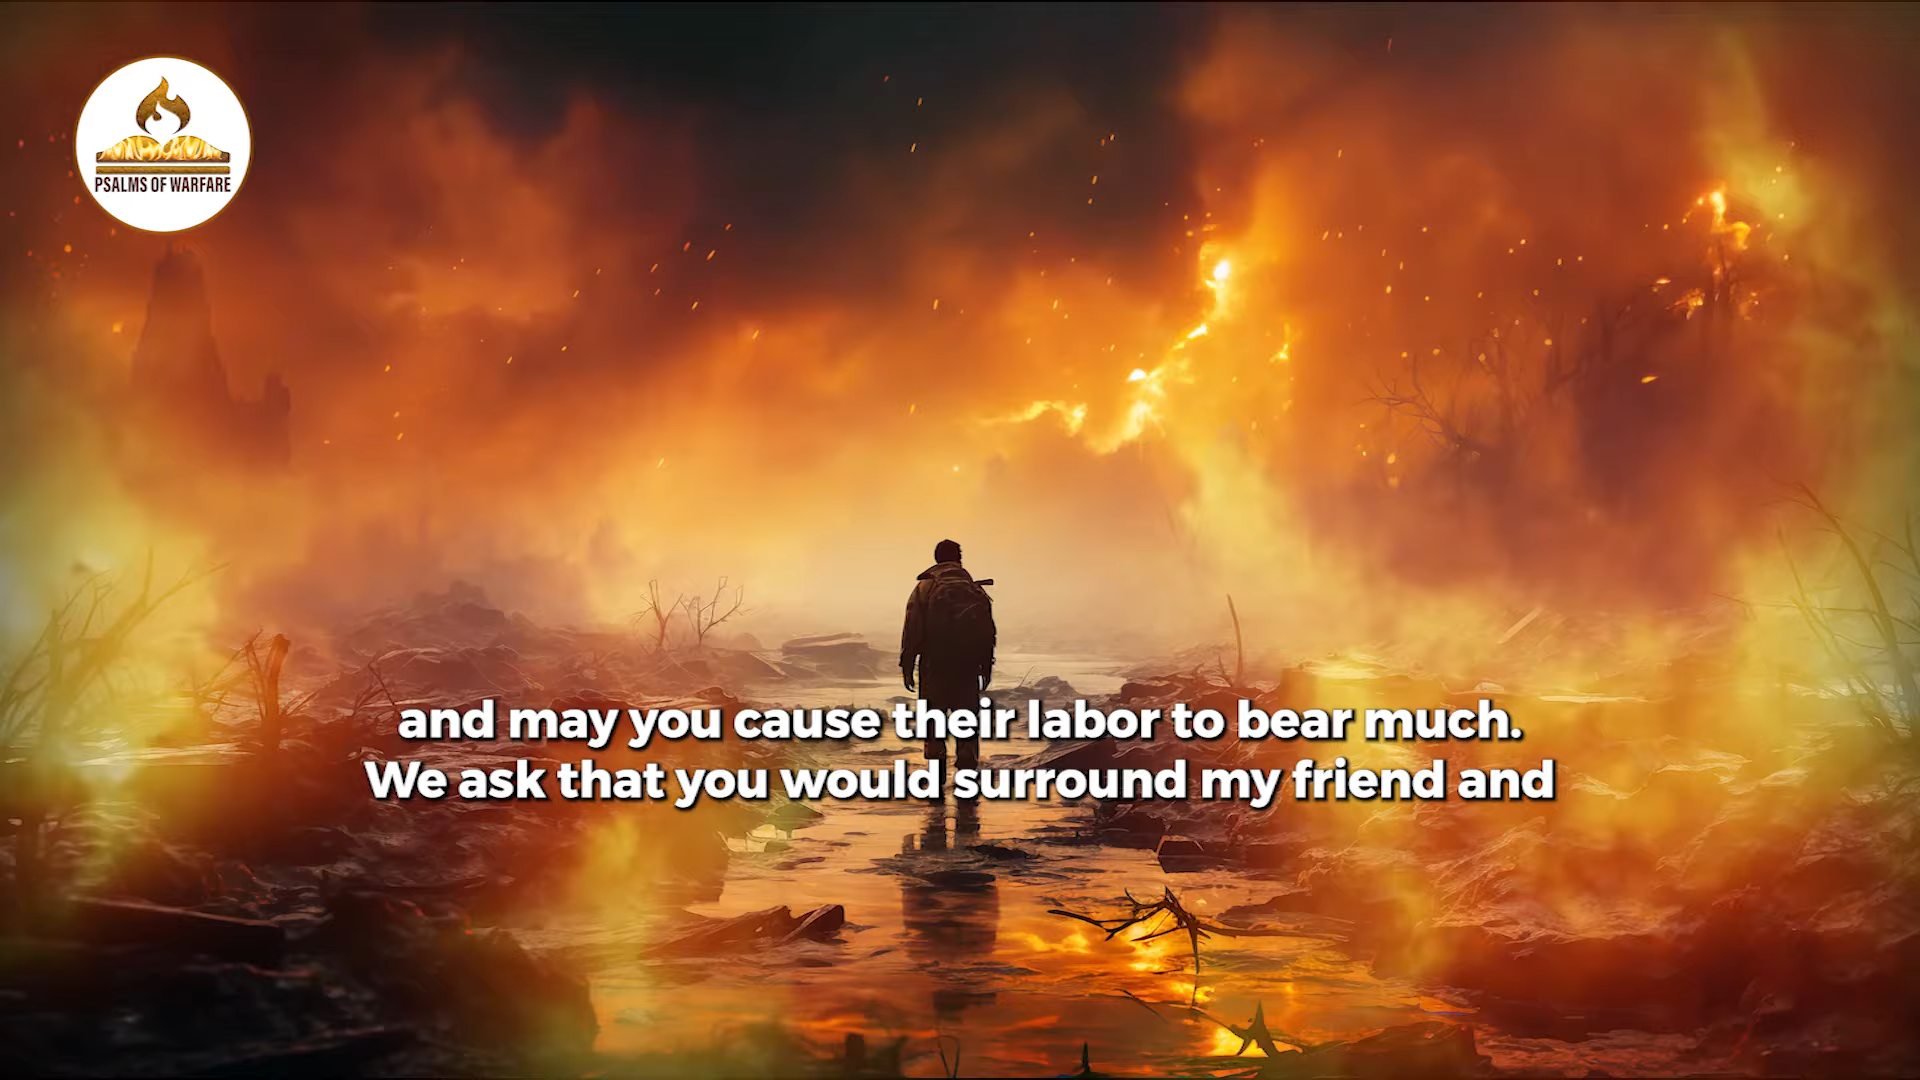 PSALMS OF WARFARE
and may you cause their labor to bear much.
We ask that you would surround my friend and